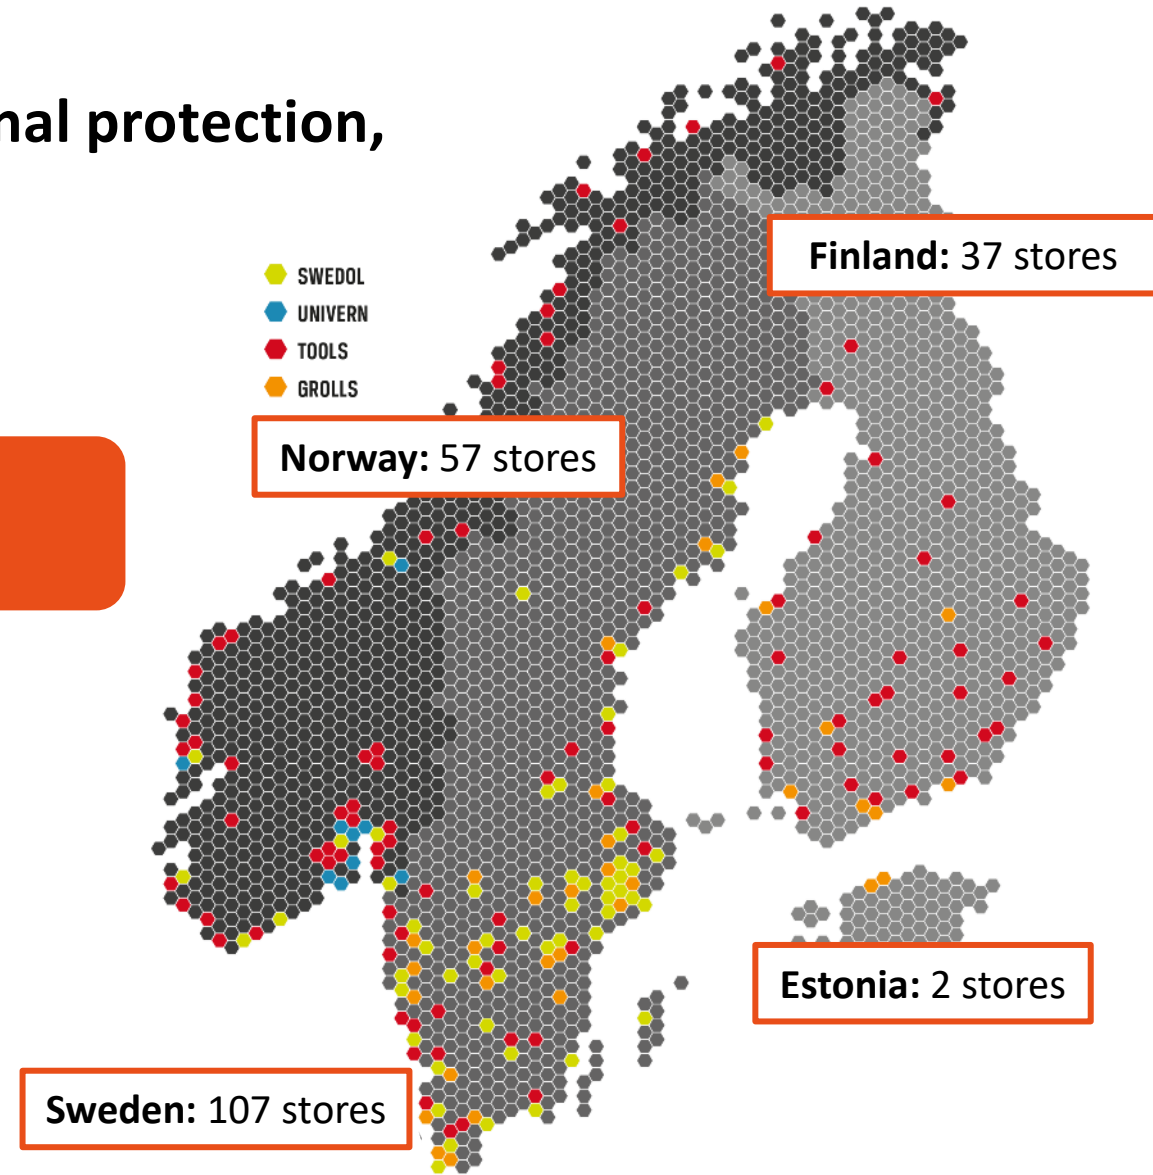 nal protection,
SWEDOL
UNIVERN
TOOLS
GROLLS
Finland: 37 stores
Norway: 57 stores
Estonia: 2 stores
Sweden: 107 stores